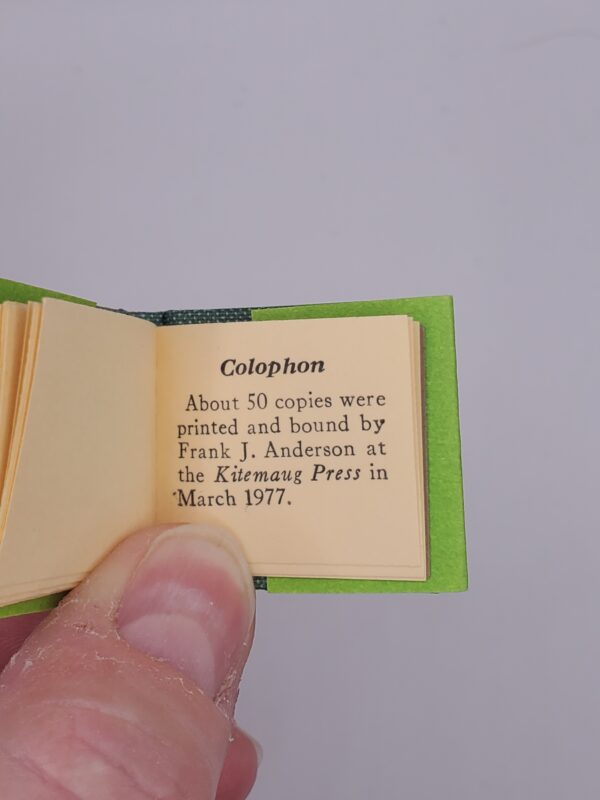 Colophon
About 50 copies were
printed and bound by
Frank J. Anderson at
the Kitemaug Press in
March 1977.